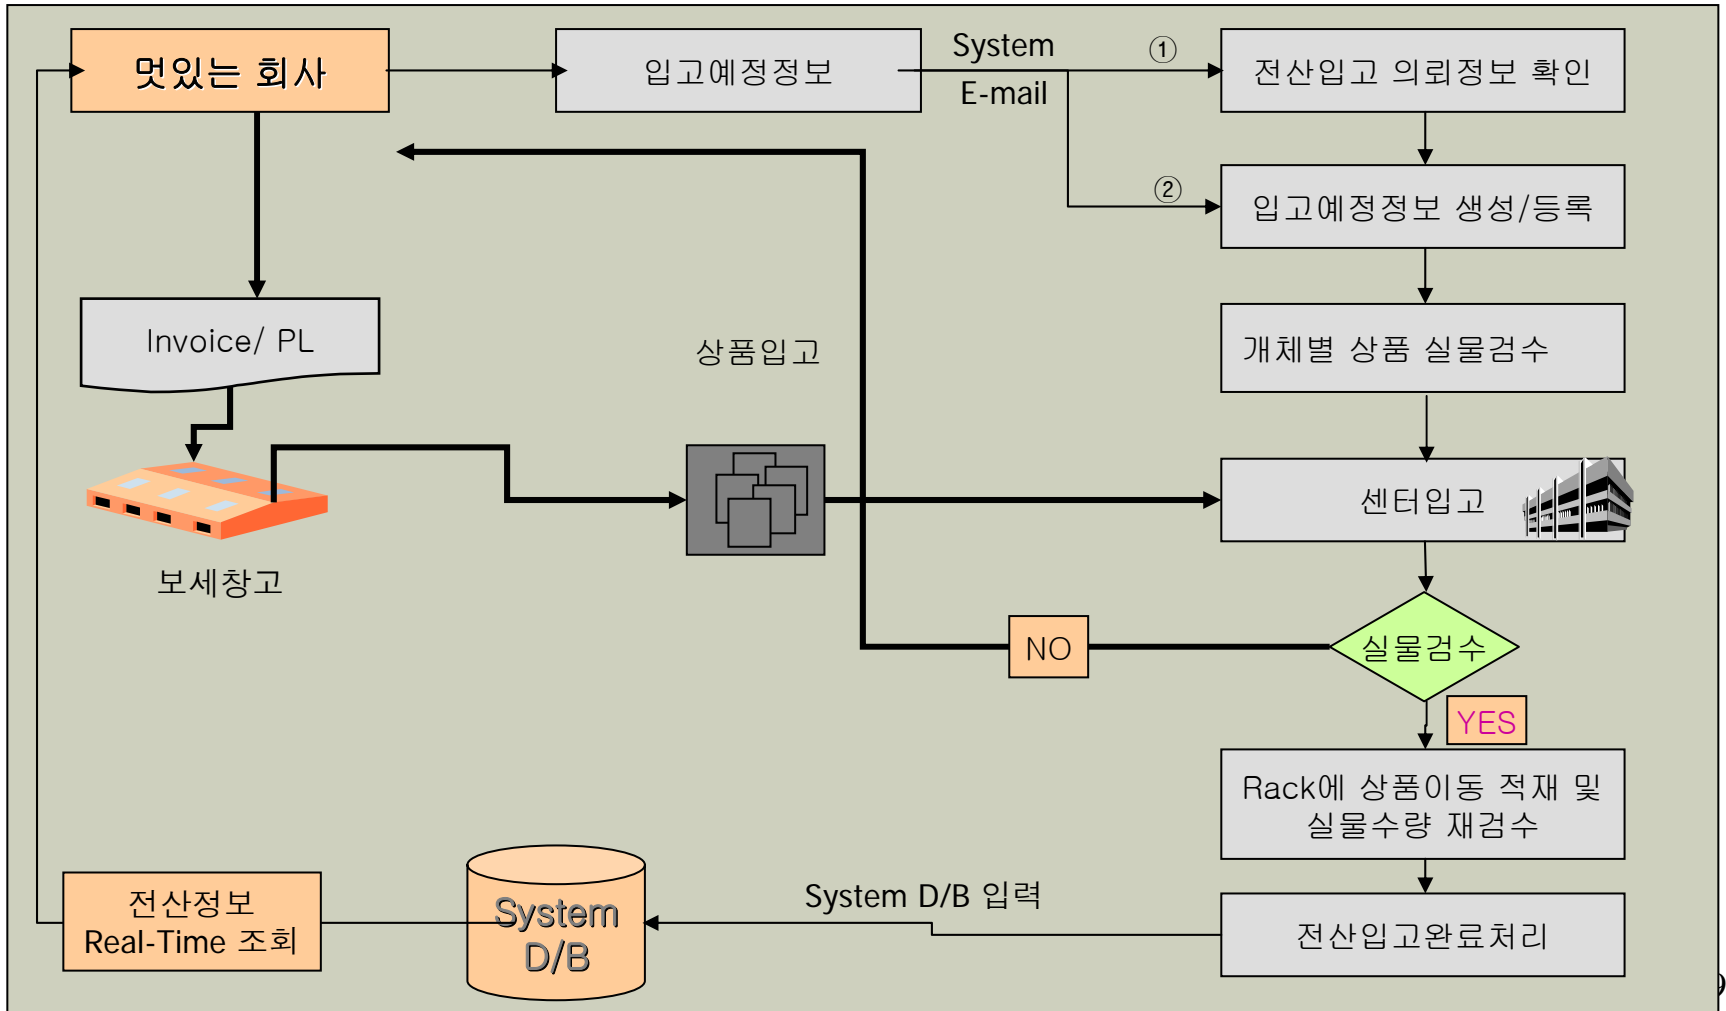 멋있는 회사
입고예정정보
System
E-mail
①
전산입고 의뢰정보 확인
②
입고예정정보 생성/등록
Invoice/ PL
상품입고
개체별 상품 실물검수
센터입고
보세창고
NO
실물검수
YES
Rack에 상품이동 적재 및
실물수량 재검수
전산정보
Real-Time 조회
System
D/B
System D/B 입력
전산입고완료처리
9